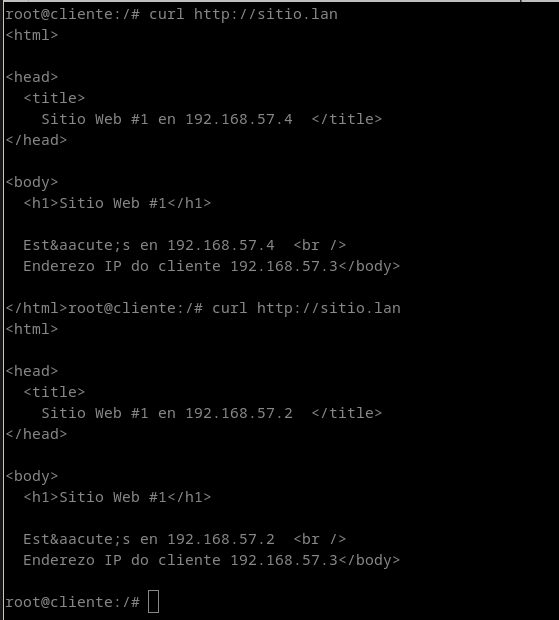 root@cliente:/# curl http://sitio.lan
<html>
<head>
<title>
Sitio Web #1 en 192.168.57.4 </title>
</head>
<body>
<h1>Sitio Web #1</h1>
Est&aacute;s en 192.168.57.4 <br />
Enderezo IP do cliente 192.168.57.3</body>
</html>root@cliente:/# curl http://sitio.lan
<html>
<head>
<title>
Sitio Web #1 en 192.168.57.2 </title>
</head>
<body>
<h1>Sitio Web #1</h1>
Est&aacute;s en 192.168.57.2 <br />
Enderezo IP do cliente 192.168.57.3</body>
root@cliente:/#